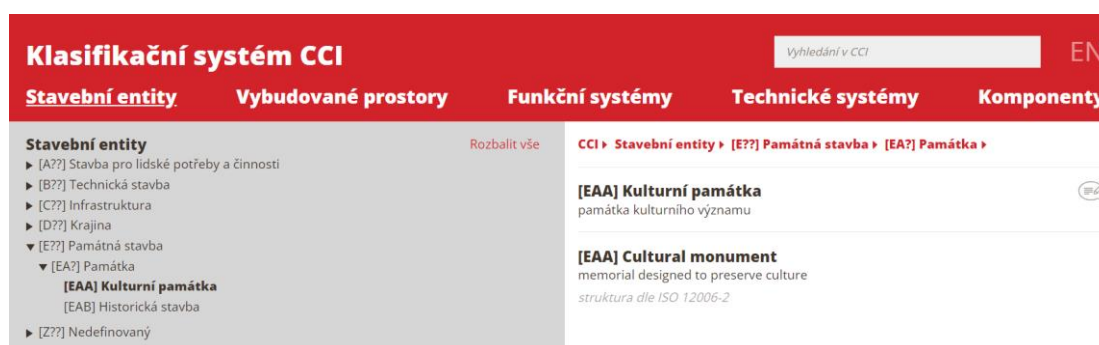 Klasifikační systém CCI
Vyhledání v CCI
EN
Stavební entity Vybudované prostory Funkční systémy Technické systémy Komponenty
Stavební entity Rozbalit vše
[A??] Stavba pro lidské potřeby a činnosti
[B??] Technická stavba
[C??] Infrastruktura
[D??] Krajina
[E??] Památná stavba
[EA?] Památka
[EAA] Kulturní památka
[EAB] Historická stavba
[Z??] Nedefinovaný
CCI Stavební entity [E??] Památná stavba [EA?] Památka
[EAA] Kulturní památka
památka kulturního významu
[EAA] Cultural monument
memorial designed to preserve culture
struktura dle ISO 12006-2